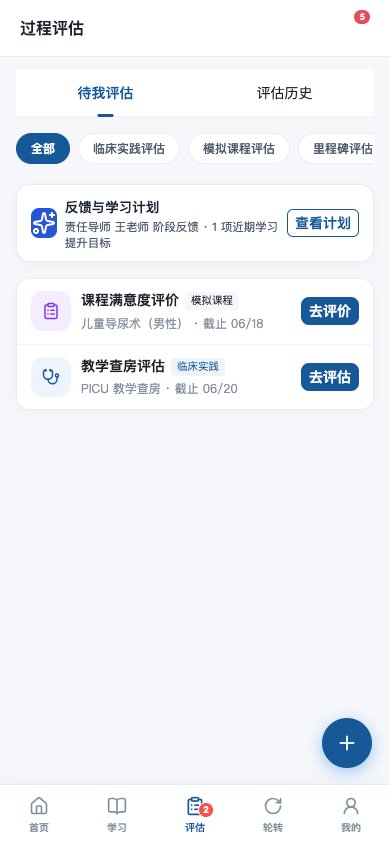 过程评估
5
待我评估
评估历史
全部
临床实践评估
模拟课程评估
里程碑评估
反馈与学习计划
责任导师 王老师 阶段反馈 · 1 项近期学习
提升目标
查看计划
课程满意度评价 模拟课程
儿童导尿术（男性） · 截止 06/18
去评价
教学查房评估 临床实践
PICU 教学查房 · 截止 06/20
去评估
2
首页
学习
评估
轮转
我的